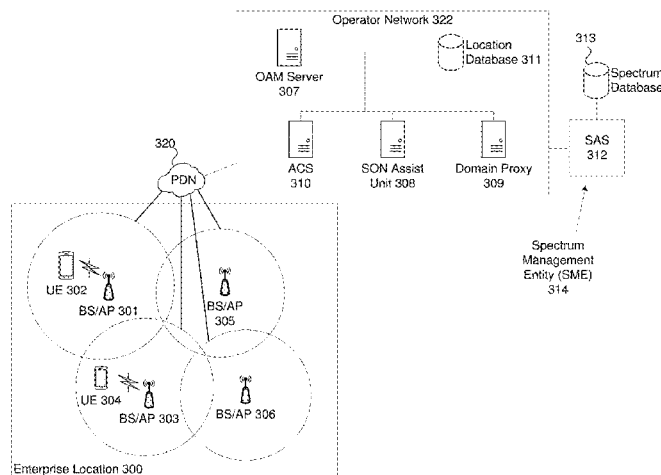 Operator Network 322
313
OAM Server
307
Location
Database 311
Spectrum
Database
320
PDN
ACS
310
SON Assist
Unit 308
Domain Proxy
309
SAS
312
Spectrum
Management
Entity (SME)
314
UE 302
BS/AP 301
BS/AP
305
UE 304
BS/AP 303
BS/AP 306
Enterprise Location 300